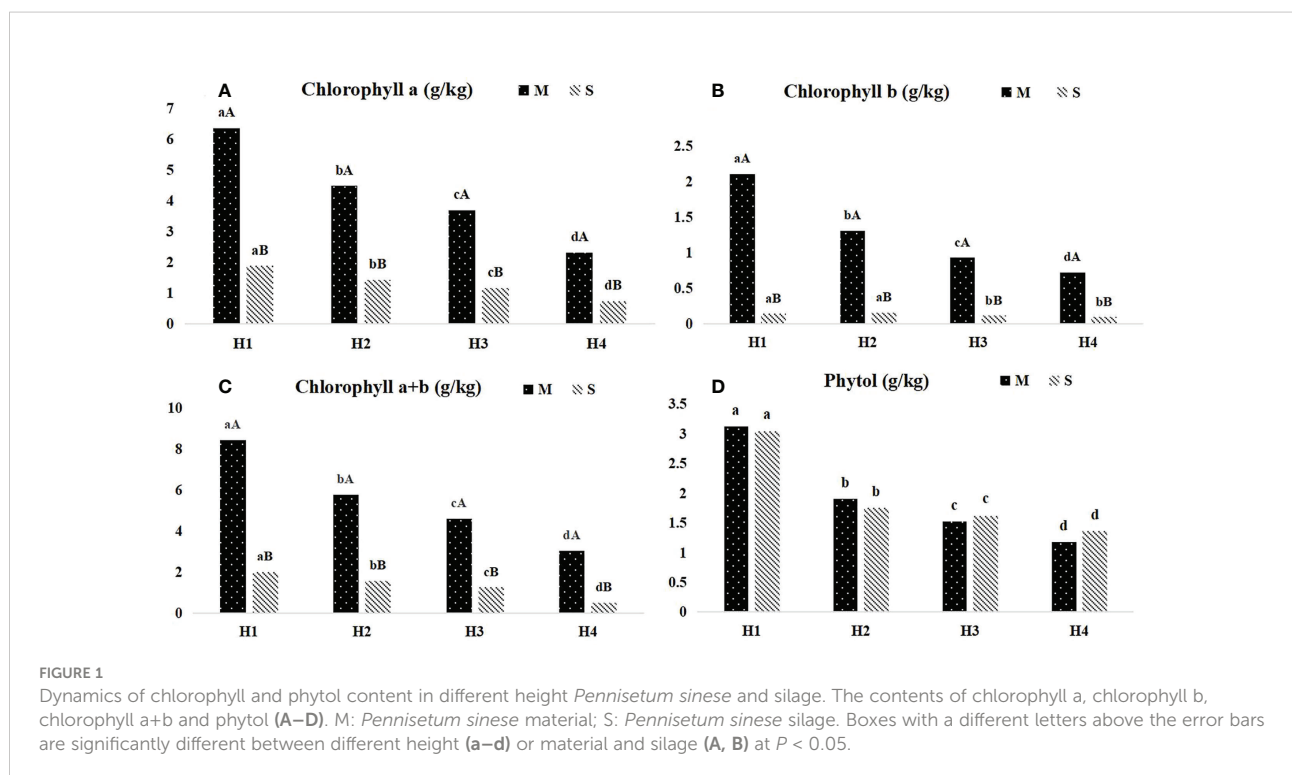 A
Chlorophyll a (g/kg) M S
7
6
5
4
3
2
1
0
aA
aB
bA
bB
cA
cB
dA
dB
H1 H2 H3 H4
B
Chlorophyll b (g/kg) M S
2.5
2
1.5
1
0.5
0
aA
aB
bA
aB
cA
bB
dA
bB
H1 H2 H3 H4
C
Chlorophyll a+b (g/kg) M S
10
8
6
4
2
0
aA
aB
bA
bB
cA
cB
dA
dB
H1 H2 H3 H4
D
Phytol (g/kg) M S
3.5
3
2.5
2
1.5
1
0.5
0
a a
b b
c c
d d
H1 H2 H3 H4
FIGURE 1
Dynamics of chlorophyll and phytol content in different height Pennisetum sinese and silage. The contents of chlorophyll a, chlorophyll b,
chlorophyll a+b and phytol (A–D). M: Pennisetum sinese material; S: Pennisetum sinese silage. Boxes with a different letters above the error bars
are significantly different between different height (a–d) or material and silage (A, B) at P < 0.05.